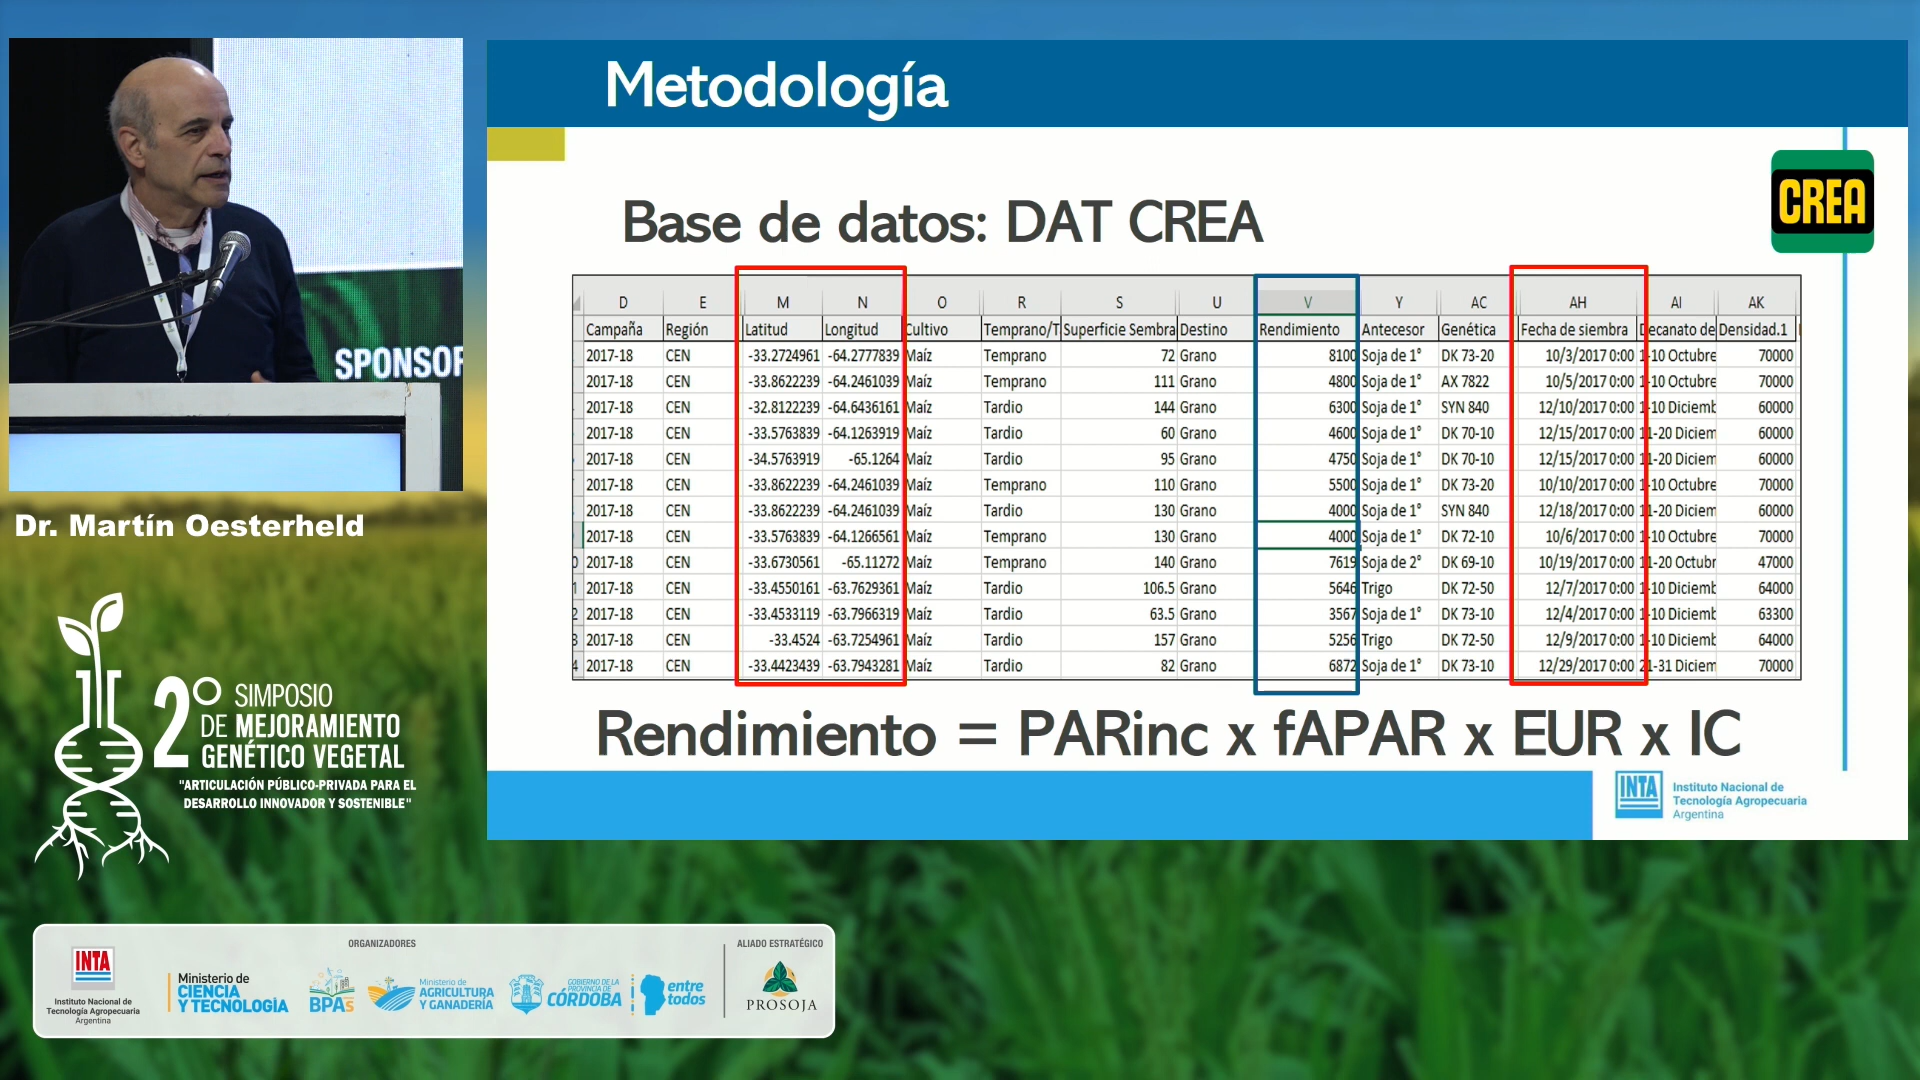 SPONSOR
Dr. Martín Oesterheld
2º SIMPOSIO
DE MEJORAMIENTO
GENÉTICO VEGETAL
"ARTICULACIÓN PÚBLICO-PRIVADA PARA EL
DESARROLLO INNOVADOR Y SOSTENIBLE"
Metodología
CREA
Base de datos: DAT CREA
D E M N O R S U V Y AC AH AI AK
Campaña Región Latitud Longitud Cultivo Temprano/T Superficie Sembra Destino Rendimiento Antecesor Genética Fecha de siembra Decanato de Densidad.1
2017-18 CEN -33.2724961 -64.2777839 Maíz Temprano 72 Grano 8100 Soja de 1° DK 73-20 10/3/2017 0:00 1-10 Octubre 70000
2017-18 CEN -33.8622239 -64.2461039 Maíz Temprano 111 Grano 4800 Soja de 1° AX 7822 10/5/2017 0:00 1-10 Octubre 70000
2017-18 CEN -32.8122239 -64.6436161 Maíz Tardio 144 Grano 6300 Soja de 1° SYN 840 12/10/2017 0:00 1-10 Diciemb 60000
2017-18 CEN -33.5763839 -64.1263919 Maíz Tardio 60 Grano 4600 Soja de 1° DK 70-10 12/15/2017 0:00 11-20 Diciem 60000
2017-18 CEN -34.5763919 -65.1264 Maíz Tardio 95 Grano 4750 Soja de 1° DK 70-10 12/15/2017 0:00 11-20 Diciem 60000
2017-18 CEN -33.8622239 -64.2461039 Maíz Temprano 110 Grano 5500 Soja de 1° DK 73-20 10/10/2017 0:00 1-10 Octubre 70000
2017-18 CEN -33.8622239 -64.2461039 Maíz Tardio 130 Grano 4000 Soja de 1° SYN 840 12/18/2017 0:00 11-20 Diciem 60000
2017-18 CEN -33.5763839 -64.1266561 Maíz Temprano 130 Grano 4000 Soja de 1° DK 72-10 10/6/2017 0:00 1-10 Octubre 70000
0 2017-18 CEN -33.6730561 -65.11272 Maíz Temprano 140 Grano 7619 Soja de 2° DK 69-10 10/19/2017 0:00 11-20 Octubr 47000
1 2017-18 CEN -33.4550161 -63.7629361 Maíz Tardio 106.5 Grano 5646 Trigo DK 72-50 12/7/2017 0:00 1-10 Diciemb 64000
2 2017-18 CEN -33.4533119 -63.7966319 Maíz Tardio 63.5 Grano 3567 Soja de 1° DK 73-10 12/4/2017 0:00 1-10 Diciemb 63300
3 2017-18 CEN -33.4524 -63.7254961 Maíz Tardio 157 Grano 5256 Trigo DK 72-50 12/9/2017 0:00 1-10 Diciemb 64000
4 2017-18 CEN -33.4423439 -63.7943281 Maíz Tardio 82 Grano 6872 Soja de 1° DK 73-10 12/29/2017 0:00 21-31 Diciem 70000
Rendimiento = PARinc x fAPAR x EUR x IC
INTA
Instituto Nacional de
Tecnología Agropecuaria
Argentina
ORGANIZADORES
INTA
Instituto Nacional de
Tecnología Agropecuaria
Argentina
Ministerio de
CIENCIA
Y TECNOLOGÍA
BPAs
Ministerio de
AGRICULTURA
Y GANADERÍA
GOBIERNO DE LA
PROVINCIA DE
CÓRDOBA
entre
todos
ALIADO ESTRATÉGICO
PROSOJA